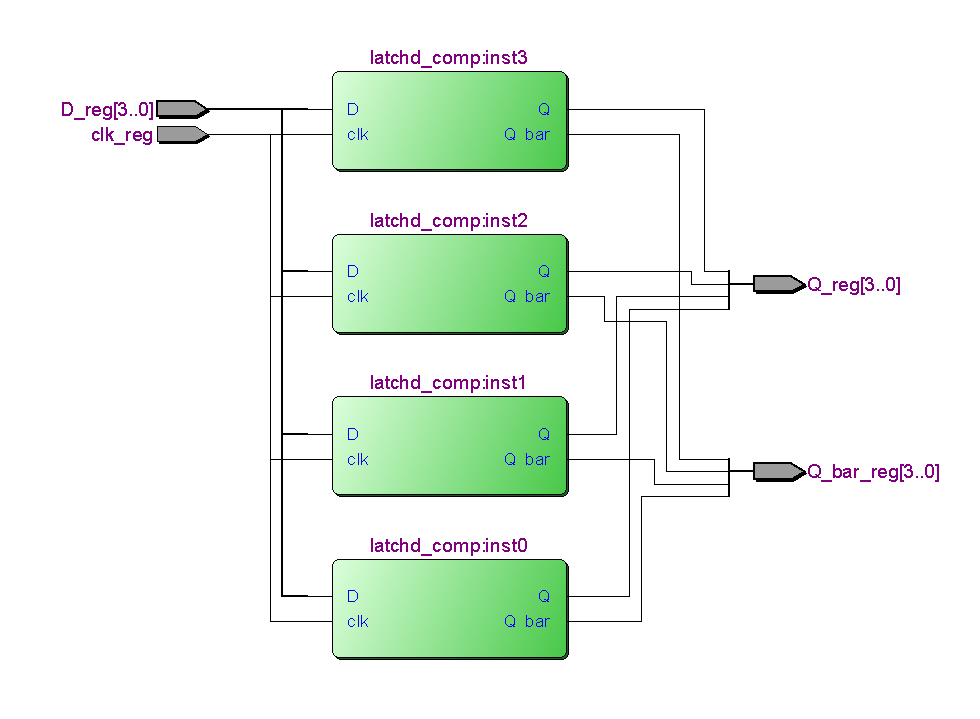 latchd_comp:inst3
D_reg[3..0]
clk_reg
D Q
clk Q bar
latchd_comp:inst2
D Q
clk Q bar
Q_reg[3..0]
latchd_comp:inst1
D Q
clk Q bar
Q_bar_reg[3..0]
latchd_comp:inst0
D Q
clk Q bar